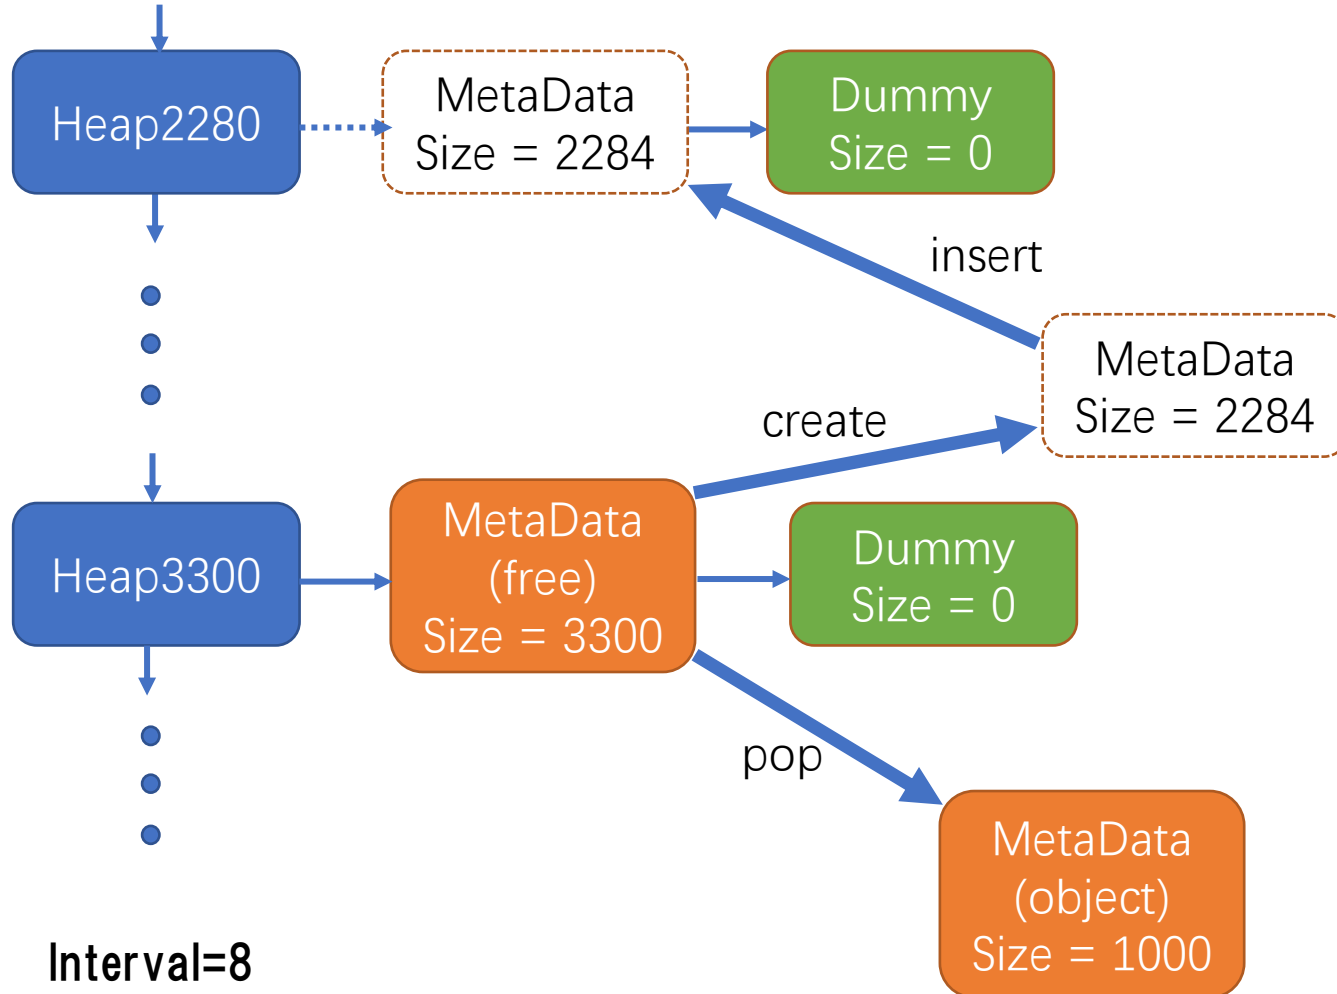 Heap2280
MetaData
Size = 2284
Dummy
Size = 0
insert
MetaData
Size = 2284
create
Heap3300
MetaData
(free)
Size = 3300
Dummy
Size = 0
pop
MetaData
(object)
Size = 1000
Interval=8